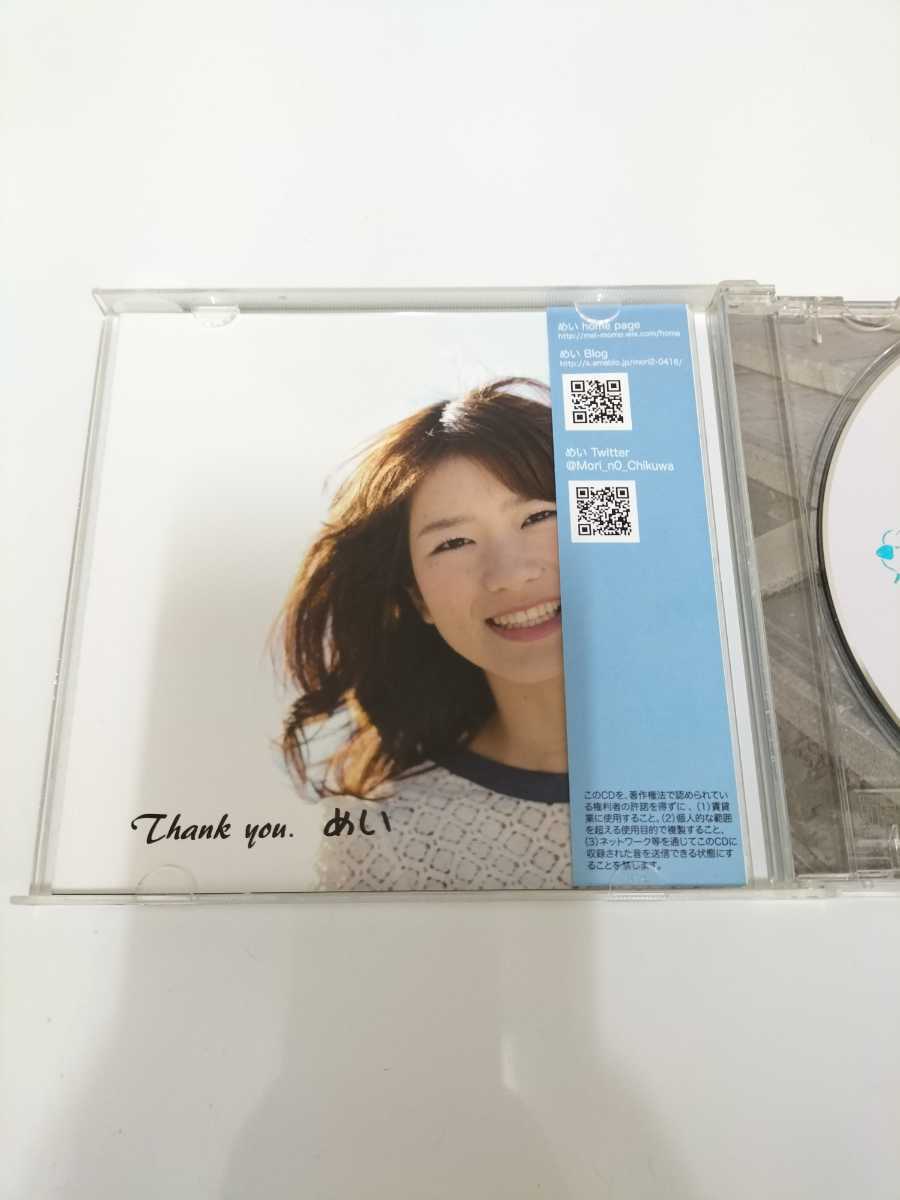 めい home page
http://mei-momo.wix.com/home
めい Blog
http://s.ameblo.jp/mori2-0416/
めい Twitter
@Mori_n0_Chikuwa
このCDを、著作権法で認められてい
る権利者の許諾を得ずに、(1)賃貸
業に使用すること。(2)個人的な範囲
を超える使用目的で複製すること、
(3)ネットワーク等を通じてこのCDに
収録された音を送信できる状態にす
ることを禁じます。
Thank you. めい